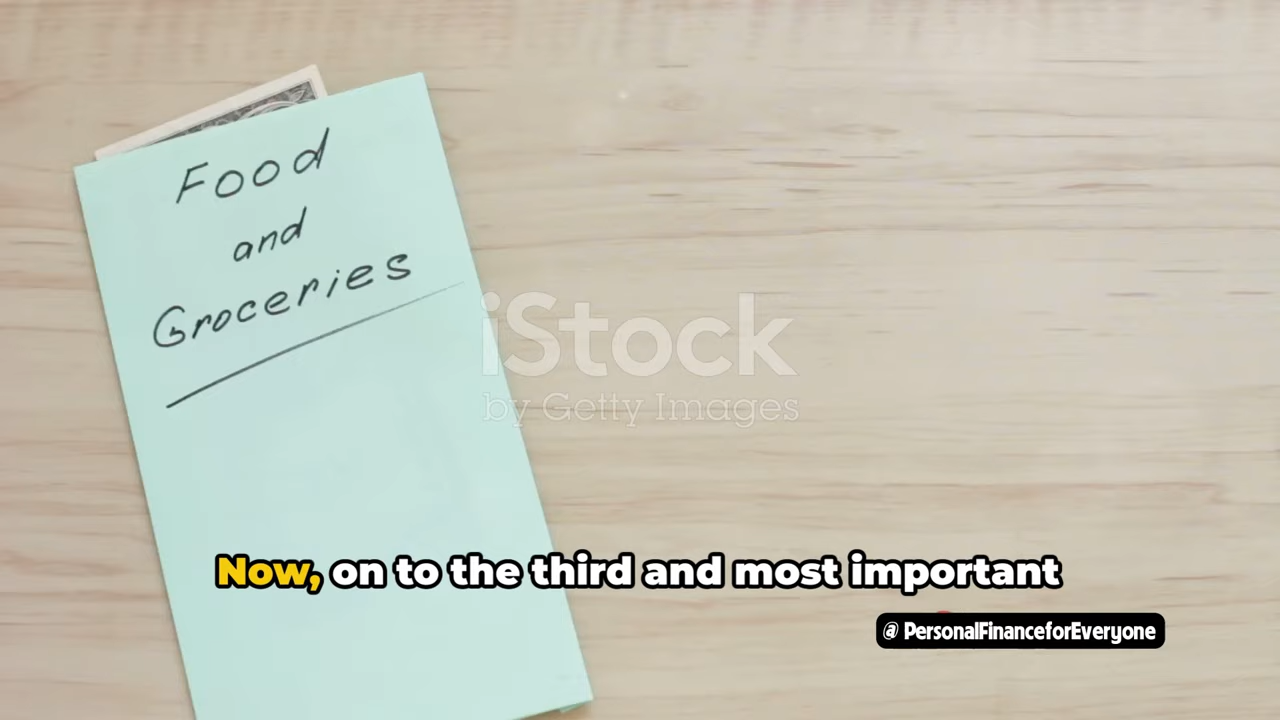 Food
and
Groceries
iStock
by Getty Images
Now, on to the third and most important
@ PersonalFinanceforEveryone